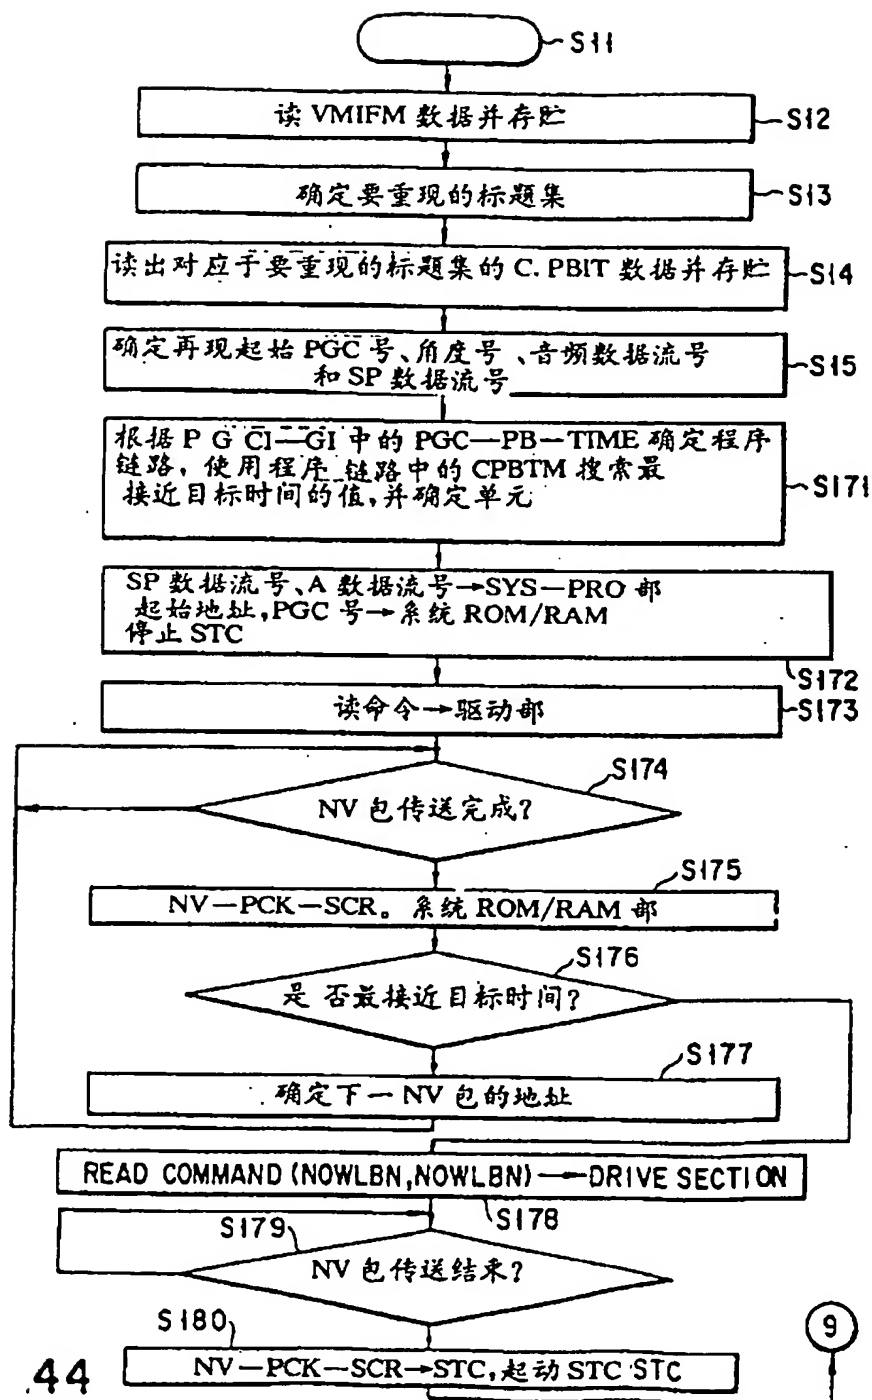 S11
读 VMIFM 数据并存贮
S12
确定要重现的标题集
S13
读出对应于要重现的标题集的 C. PBIT 数据并存贮
S14
确定再现起始 PGC 号、角度号、音频数据流号
和 SP 数据流号
S15
根据 P G CI—GI 中的 PGC—PB—TIME 确定程序
链路, 使用程序 链路中的 CPBTM 搜索最
接近目标时间的值,并确定单元
S171
SP 数据流号、A 数据流号→SYS—PRO 部
起始地址,PGC 号→系统 ROM/RAM
停止 STC
S172
读命令→驱动部
S173
S174
NV 包传送完成?
S175
NV—PCK—SCR。系统 ROM/RAM 部
S176
是 否最接近目标时间?
S177
确定下一 NV 包的地址
READ COMMAND (NOWLBN,NOWLBN) → DRIVE SECTION
S178
S179
NV 包传送结束?
S180
9
NV—PCK—SCR→STC,起动 STC STC
.44